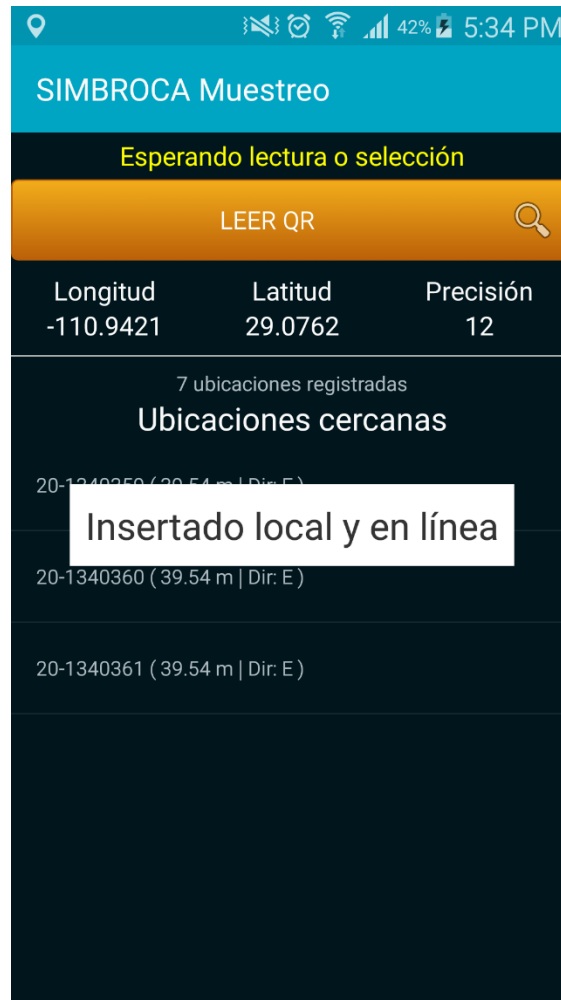 42% 5:34 PM
SIMBROCA Muestreo
Esperando lectura o selección
LEER QR
Longitud Latitud Precisión
-110.9421 29.0762 12
7 ubicaciones registradas
Ubicaciones cercanas
Insertado local y en línea
20-1340360 ( 39.54 m | Dir: E )
20-1340361 ( 39.54 m | Dir: E )